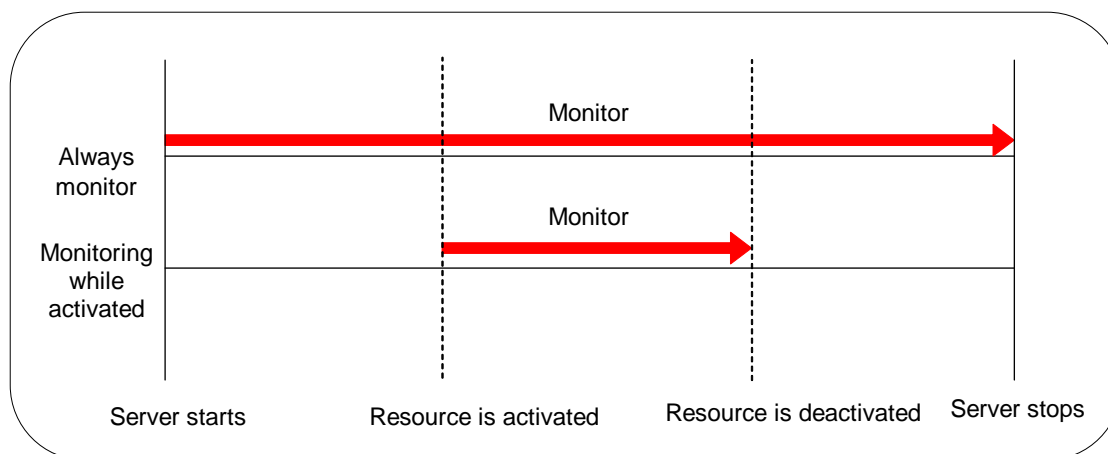 Monitor
Always
monitor
Monitor
Monitoring
while
activated
Server starts
Resource is activated
Resource is deactivated
Server stops